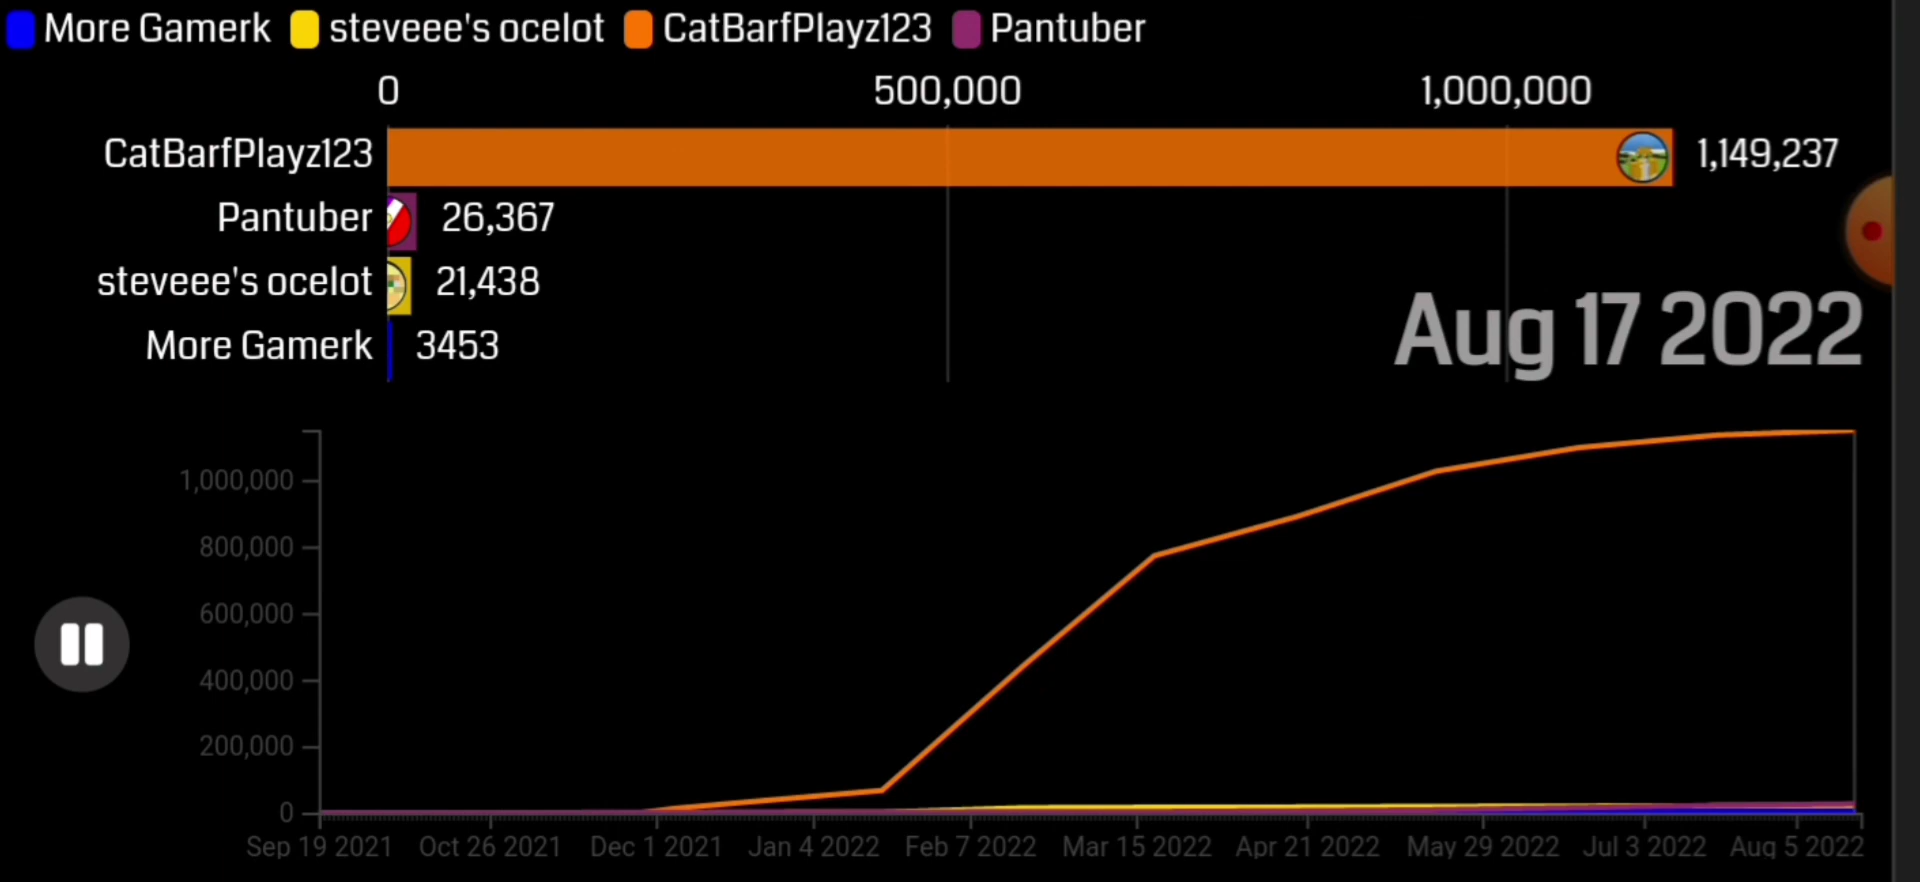 More Gamerk steveee's ocelot CatBarfPlayz123 Pantuber
0 500,000 1,000,000
CatBarfPlayz123 1,149,237
Pantuber 26,367
steveee's ocelot 21,438
More Gamerk 3453
Aug 17 2022
1,000,000
800,000
600,000
400,000
200,000
0
Sep 19 2021 Oct 26 2021 Dec 1 2021 Jan 4 2022 Feb 7 2022 Mar 15 2022 Apr 21 2022 May 29 2022 Jul 3 2022 Aug 5 2022